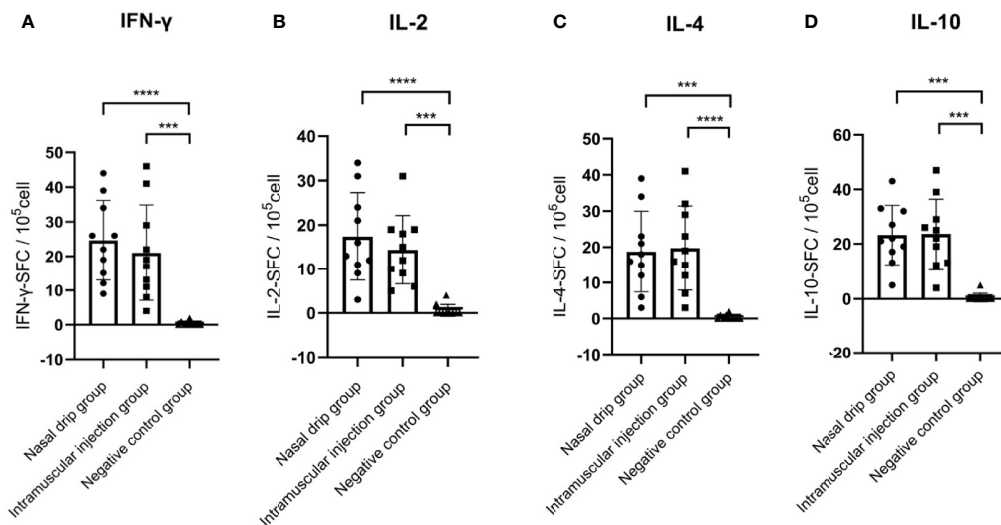 A
IFN-γ
****
***
IFN-γ-SFC / 10⁵cell
50
40
30
20
10
0
-10
Nasal drip group
Intramuscular injection group
Negative control group
B
IL-2
****
***
IL-2-SFC / 10⁵cell
40
30
20
10
0
-10
Nasal drip group
Intramuscular injection group
Negative control group
C
IL-4
***
****
IL-4-SFC / 10⁵cell
50
40
30
20
10
0
-10
Nasal drip group
Intramuscular injection group
Negative control group
D
IL-10
***
***
IL-10-SFC / 10⁵cell
60
40
20
0
-20
Nasal drip group
Intramuscular injection group
Negative control group